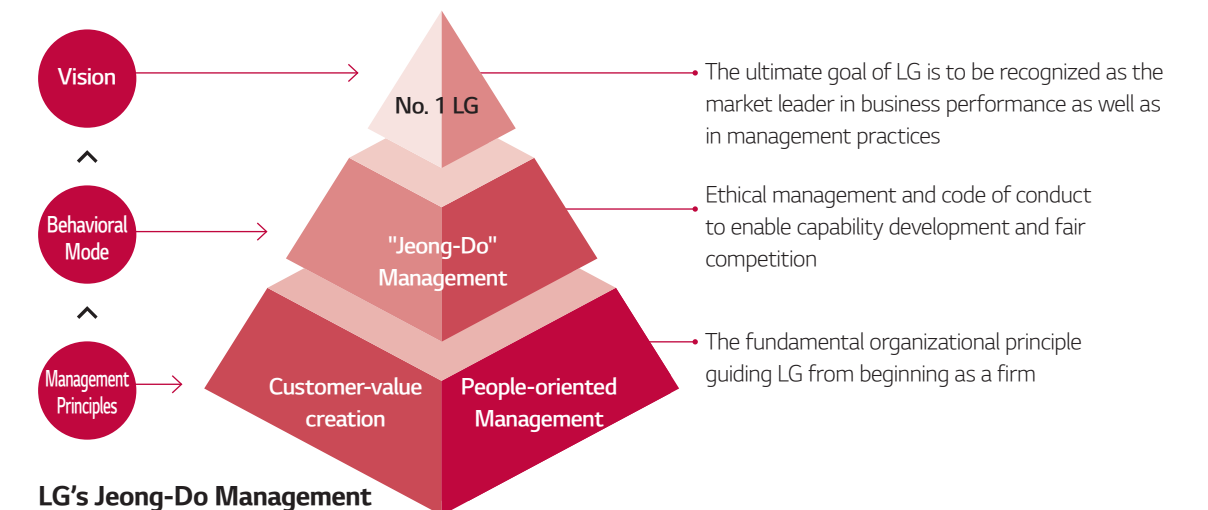 Vision
No. 1 LG
The ultimate goal of LG is to be recognized as the
market leader in business performance as well as
in management practices
Behavioral
Mode
"Jeong-Do"
Management
Ethical management and code of conduct
to enable capability development and fair
competition
Management
Principles
Customer-value
creation
People-oriented
Management
The fundamental organizational principle
guiding LG from beginning as a firm
LG's Jeong-Do Management